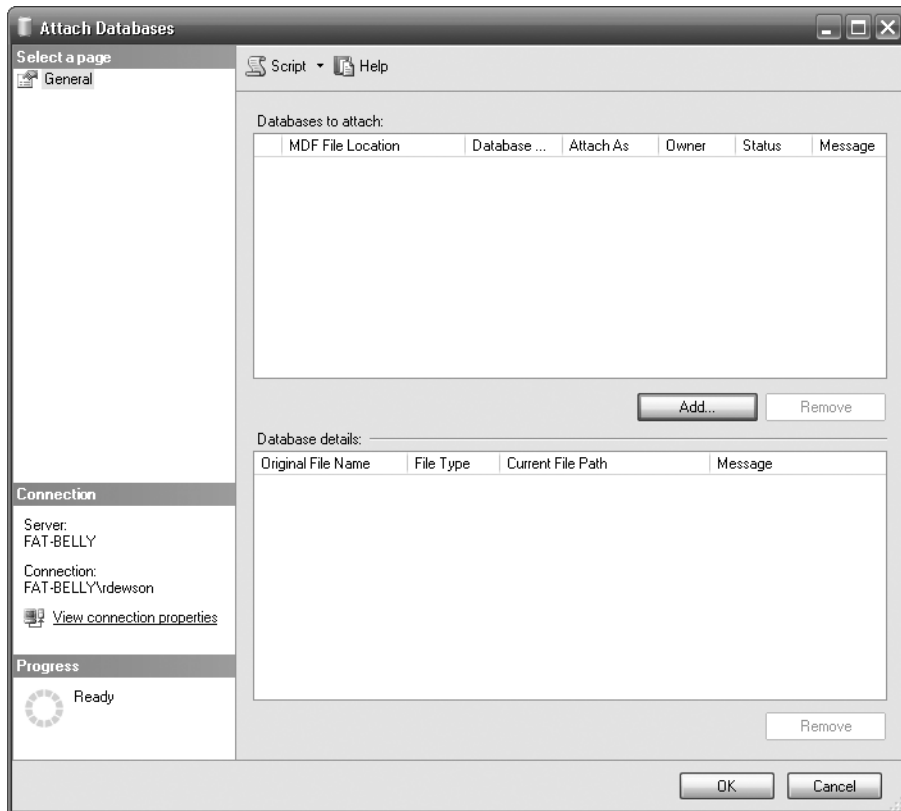 Attach Databases
Select a page
General
Script
Help
Databases to attach:
MDF File Location
Database ...
Attach As
Owner
Status
Message
Add...
Remove
Database details:
Original File Name
File Type
Current File Path
Message
Connection
Server:
FAT-BELLY
Connection:
FAT-BELLY\rdewson
View connection properties
Progress
Ready
Remove
OK
Cancel